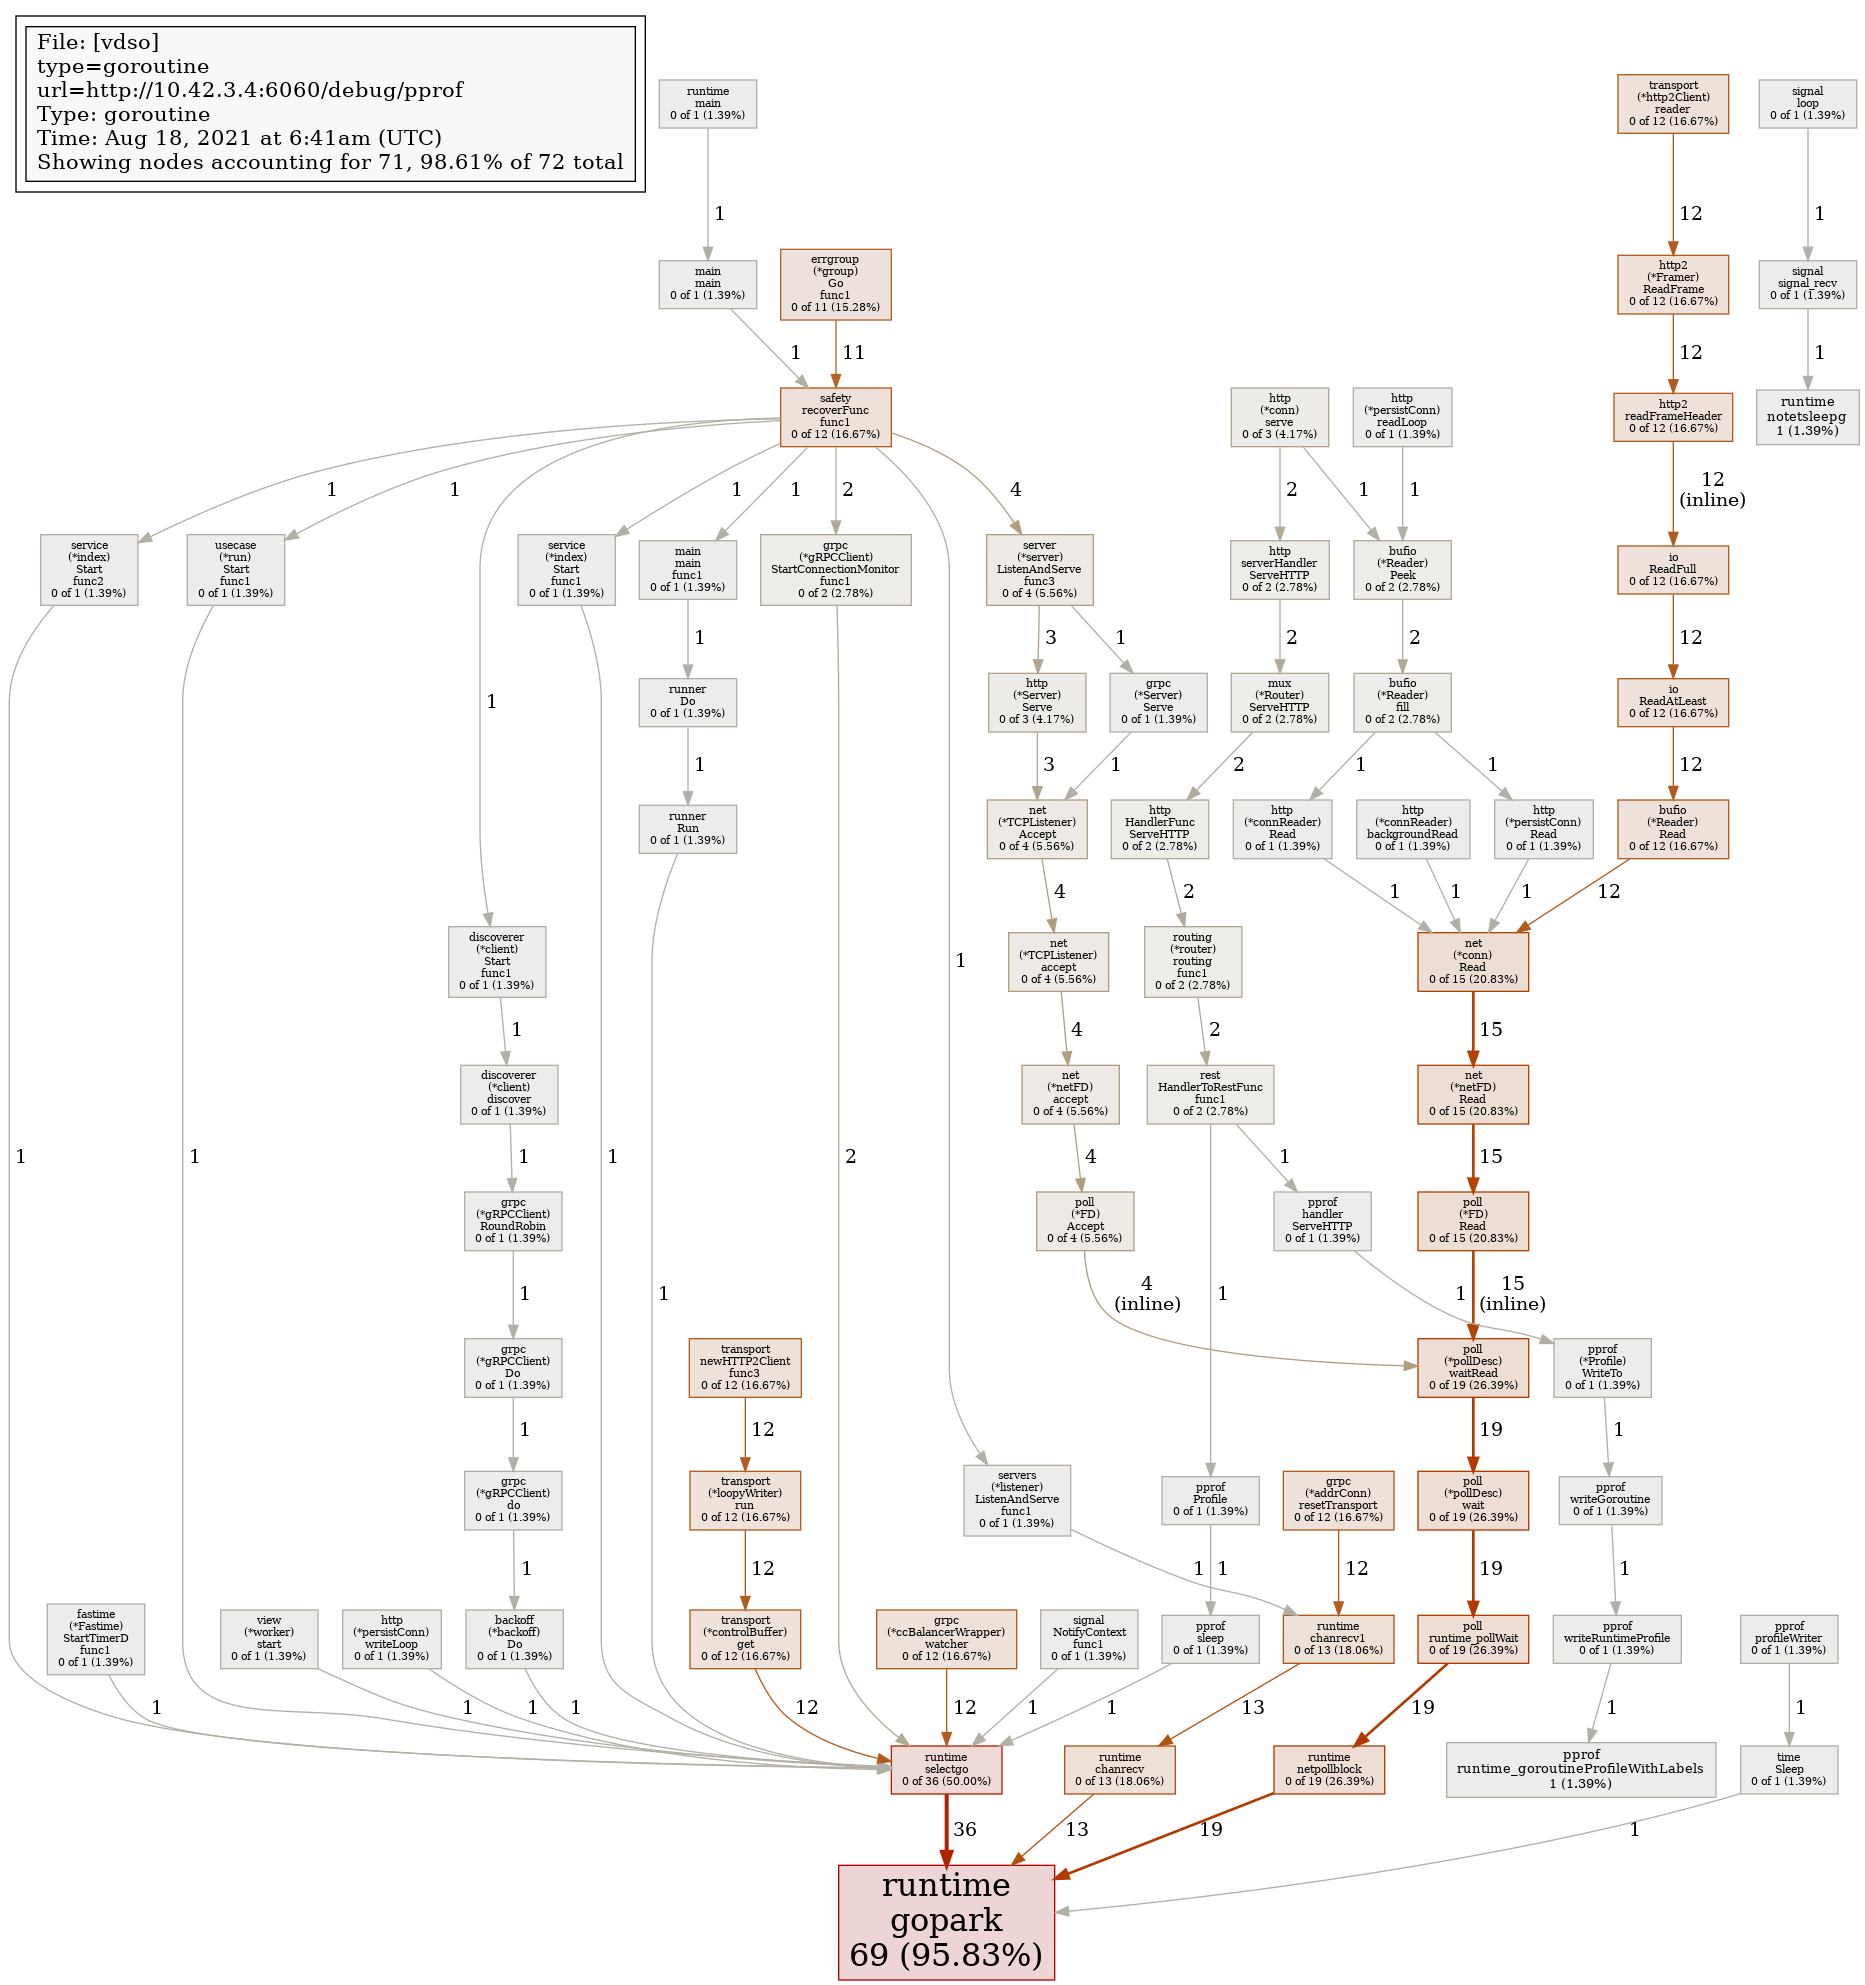 File: [vdso]
type=goroutine
url=http://10.42.3.4:6060/debug/pprof
Type: goroutine
Time: Aug 18, 2021 at 6:41am (UTC)
Showing nodes accounting for 71, 98.61% of 72 total
runtime
main
0 of 1 (1.39%)
transport
(*http2Client)
reader
0 of 12 (16.67%)
signal
loop
0 of 1 (1.39%)
1
12
1
main
main
0 of 1 (1.39%)
errgroup
(*group)
Go
func1
0 of 11 (15.28%)
http2
(*Framer)
ReadFrame
0 of 12 (16.67%)
signal
signal_recv
0 of 1 (1.39%)
1
11
12
1
safety
recoverFunc
func1
0 of 12 (16.67%)
http
(*conn)
serve
0 of 3 (4.17%)
http
(*persistConn)
readLoop
0 of 1 (1.39%)
http2
readFrameHeader
0 of 12 (16.67%)
runtime
notetsleepg
1 (1.39%)
1
1
1
1
2
4
2
1
1
12
(inline)
service
(*index)
Start
func2
0 of 1 (1.39%)
usecase
(*run)
Start
func1
0 of 1 (1.39%)
service
(*index)
Start
func1
0 of 1 (1.39%)
main
main
func1
0 of 1 (1.39%)
grpc
(*gRPCClient)
StartConnectionMonitor
func1
0 of 2 (2.78%)
server
(*server)
ListenAndServe
func3
0 of 4 (5.56%)
http
serverHandler
ServeHTTP
0 of 2 (2.78%)
bufio
(*Reader)
Peek
0 of 2 (2.78%)
io
ReadFull
0 of 12 (16.67%)
1
3
1
2
2
12
1
runner
Do
0 of 1 (1.39%)
http
(*Server)
Serve
0 of 3 (4.17%)
grpc
(*Server)
Serve
0 of 1 (1.39%)
mux
(*Router)
ServeHTTP
0 of 2 (2.78%)
bufio
(*Reader)
fill
0 of 2 (2.78%)
io
ReadAtLeast
0 of 12 (16.67%)
1
3
1
2
1
1
12
runner
Run
0 of 1 (1.39%)
net
(*TCPListener)
Accept
0 of 4 (5.56%)
http
HandlerFunc
ServeHTTP
0 of 2 (2.78%)
http
(*connReader)
Read
0 of 1 (1.39%)
http
(*connReader)
backgroundRead
0 of 1 (1.39%)
http
(*persistConn)
Read
0 of 1 (1.39%)
bufio
(*Reader)
Read
0 of 12 (16.67%)
4
2
1
1
1
12
discoverer
(*client)
Start
func1
0 of 1 (1.39%)
1
net
(*TCPListener)
accept
0 of 4 (5.56%)
routing
(*router)
routing
func1
0 of 2 (2.78%)
net
(*conn)
Read
0 of 15 (20.83%)
1
4
2
15
discoverer
(*client)
discover
0 of 1 (1.39%)
net
(*netFD)
accept
0 of 4 (5.56%)
rest
HandlerToRestFunc
func1
0 of 2 (2.78%)
net
(*netFD)
Read
0 of 15 (20.83%)
1
1
1
1
2
4
1
15
grpc
(*gRPCClient)
RoundRobin
0 of 1 (1.39%)
poll
(*FD)
Accept
0 of 4 (5.56%)
pprof
handler
ServeHTTP
0 of 1 (1.39%)
poll
(*FD)
Read
0 of 15 (20.83%)
1
1
4
(inline)
1
1
15
(inline)
grpc
(*gRPCClient)
Do
0 of 1 (1.39%)
transport
newHTTP2Client
func3
0 of 12 (16.67%)
poll
(*pollDesc)
waitRead
0 of 19 (26.39%)
pprof
(*Profile)
WriteTo
0 of 1 (1.39%)
1
12
19
1
grpc
(*gRPCClient)
do
0 of 1 (1.39%)
transport
(*loopyWriter)
run
0 of 12 (16.67%)
servers
(*listener)
ListenAndServe
func1
0 of 1 (1.39%)
pprof
Profile
0 of 1 (1.39%)
grpc
(*addrConn)
resetTransport
0 of 12 (16.67%)
poll
(*pollDesc)
wait
0 of 19 (26.39%)
pprof
writeGoroutine
0 of 1 (1.39%)
1
12
1
1
12
19
1
fastime
(*Fastime)
StartTimerD
func1
0 of 1 (1.39%)
view
(*worker)
start
0 of 1 (1.39%)
http
(*persistConn)
writeLoop
0 of 1 (1.39%)
backoff
(*backoff)
Do
0 of 1 (1.39%)
transport
(*controlBuffer)
get
0 of 12 (16.67%)
grpc
(*ccBalancerWrapper)
watcher
0 of 12 (16.67%)
signal
NotifyContext
func1
0 of 1 (1.39%)
pprof
sleep
0 of 1 (1.39%)
runtime
chanrecv1
0 of 13 (18.06%)
poll
runtime_pollWait
0 of 19 (26.39%)
pprof
writeRuntimeProfile
0 of 1 (1.39%)
pprof
profileWriter
0 of 1 (1.39%)
1
1
1
1
12
12
1
1
13
19
1
1
runtime
selectgo
0 of 36 (50.00%)
runtime
chanrecv
0 of 13 (18.06%)
runtime
netpollblock
0 of 19 (26.39%)
pprof
runtime_goroutineProfileWithLabels
1 (1.39%)
time
Sleep
0 of 1 (1.39%)
36
13
19
1
runtime
gopark
69 (95.83%)